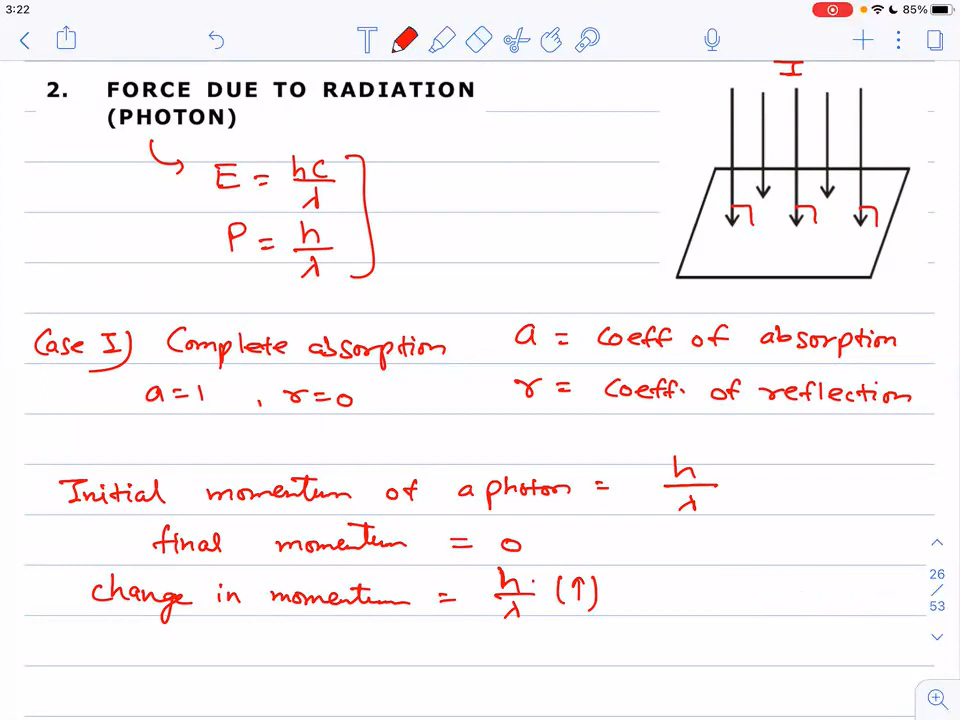 3:22
85%
T
I
2. FORCE DUE TO RADIATION
(PHOTON)
E = hc/λ
P = h/λ
Case I) Complete absorption
a = 1 , r = 0
a = coeff of absorption
r = coeff. of reflection
Initial momentum of a photon = h/λ
final momentum = 0
change in momentum = h/λ (↑)
26
/
53